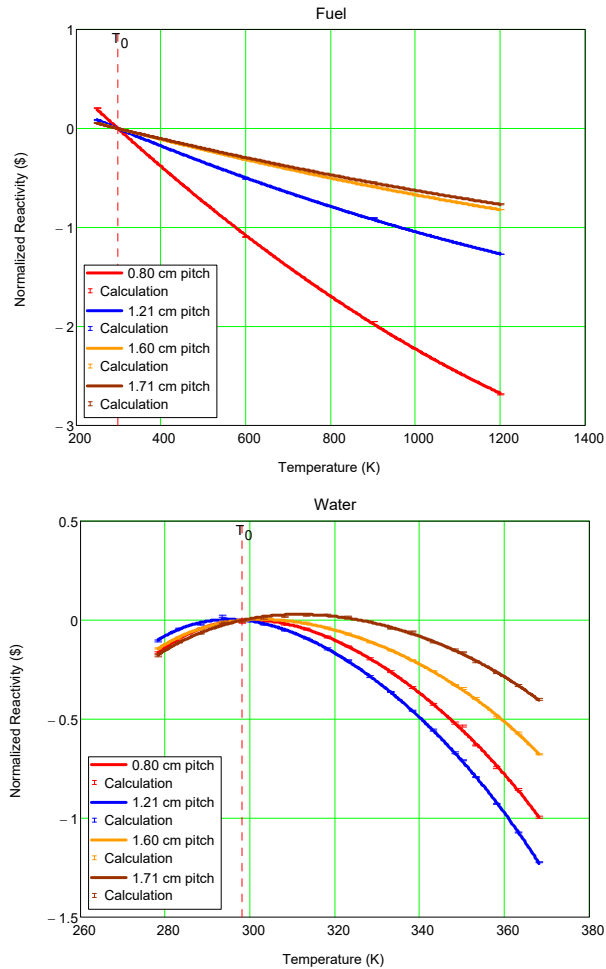 Fuel
1
T0
0
Normalized Reactivity ($)
− 1
0.80 cm pitch
Calculation
1.21 cm pitch
− 2
Calculation
1.60 cm pitch
Calculation
1.71 cm pitch
Calculation
− 3
200 400 600 800 1000 1200 1400
Temperature (K)
Water
0.5
T0
0
Normalized Reactivity ($)
− 0.5
0.80 cm pitch
Calculation
1.21 cm pitch
− 1
Calculation
1.60 cm pitch
Calculation
1.71 cm pitch
Calculation
− 1.5
260 280 300 320 340 360 380
Temperature (K)